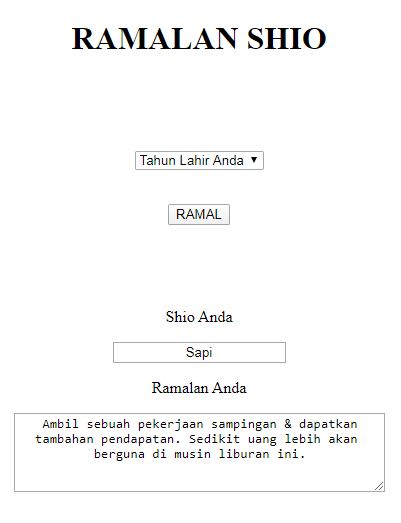 RAMALAN SHIO
Tahun Lahir Anda
RAMAL
Shio Anda
Sapi
Ramalan Anda
Ambil sebuah pekerjaan sampingan & dapatkan
tambahan pendapatan. Sedikit uang lebih akan
berguna di musin liburan ini.